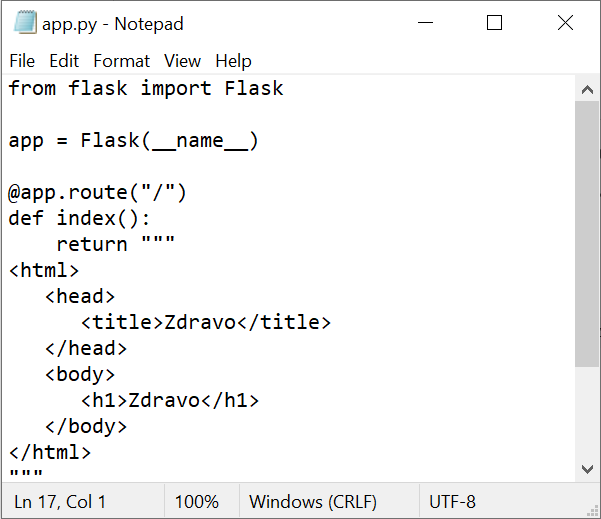 app.py - Notepad
File Edit Format View Help
from flask import Flask

app = Flask(__name__)

@app.route("/")
def index():
    return """
<html>
   <head>
      <title>Zdravo</title>
   </head>
   <body>
      <h1>Zdravo</h1>
   </body>
</html>
"""
Ln 17, Col 1 100% Windows (CRLF) UTF-8